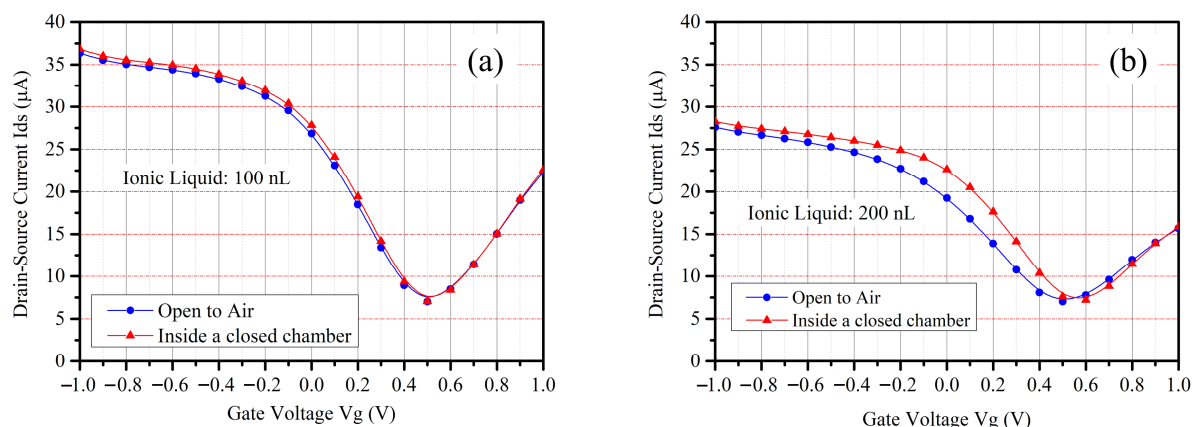 40
35
30
25
20
15
10
5
0
Drain-Source Current Ids (μA)
(a)
Ionic Liquid: 100 nL
Open to Air
Inside a closed chamber
−1.0 −0.8 −0.6 −0.4 −0.2 0.0 0.2 0.4 0.6 0.8 1.0
Gate Voltage Vg (V)
40
35
30
25
20
15
10
5
0
Drain-Source Current Ids (μA)
(b)
Ionic Liquid: 200 nL
Open to Air
Inside a closed chamber
−1.0 −0.8 −0.6 −0.4 −0.2 0.0 0.2 0.4 0.6 0.8 1.0
Gate Voltage Vg (V)